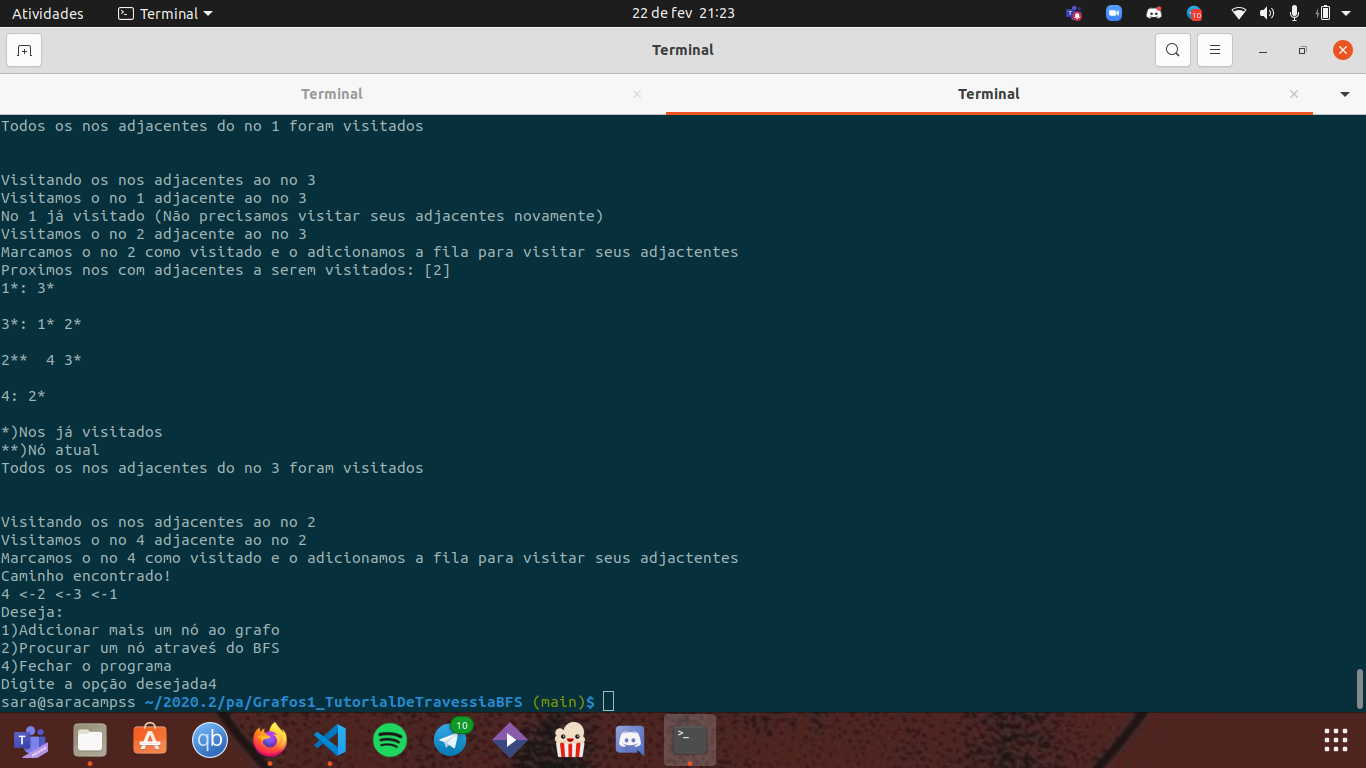 Atividades
Terminal
22 de fev 21:23
10
Terminal
Terminal
Terminal
Todos os nos adjacentes do no 1 foram visitados
Visitando os nos adjacentes ao no 3
Visitamos o no 1 adjacente ao no 3
No 1 já visitado (Não precisamos visitar seus adjacentes novamente)
Visitamos o no 2 adjacente ao no 3
Marcamos o no 2 como visitado e o adicionamos a fila para visitar seus adjactentes
Proximos nos com adjacentes a serem visitados: [2]
1*: 3*
3*: 1* 2*
2**  4 3*
4: 2*
*)Nos já visitados
**)Nó atual
Todos os nos adjacentes do no 3 foram visitados
Visitando os nos adjacentes ao no 2
Visitamos o no 4 adjacente ao no 2
Marcamos o no 4 como visitado e o adicionamos a fila para visitar seus adjactentes
Caminho encontrado!
4 <-2 <-3 <-1
Deseja:
1)Adicionar mais um nó ao grafo
2)Procurar um nó atraveś do BFS
4)Fechar o programa
Digite a opção desejada4
sara@saracampss ~/2020.2/pa/Grafos1_TutorialDeTravessiaBFS (main)$
qb
10
>_